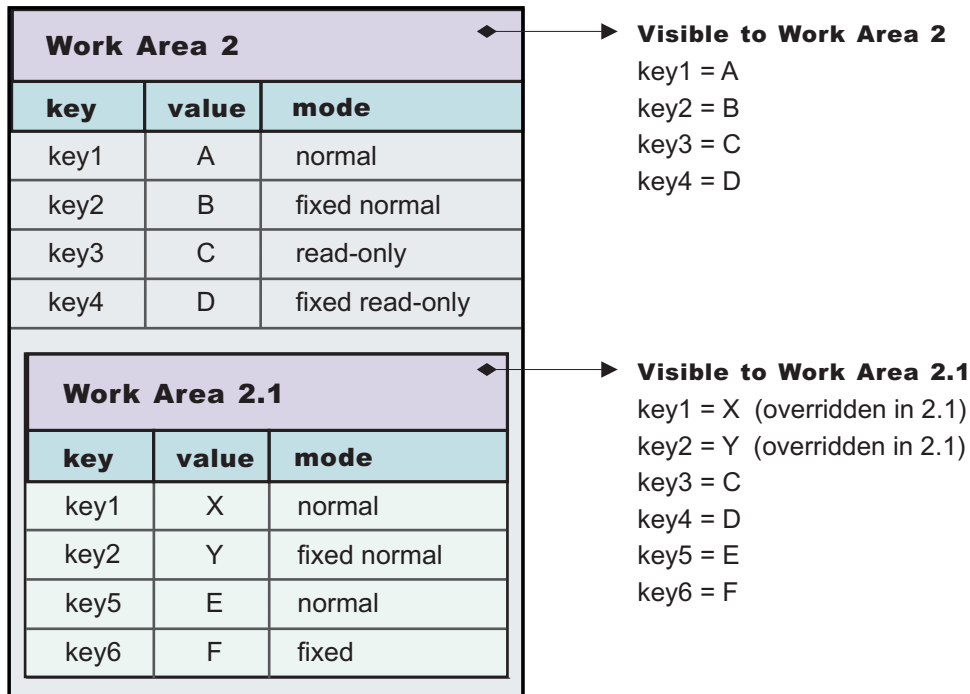 Work Area 2
key value mode
key1 A normal
key2 B fixed normal
key3 C read-only
key4 D fixed read-only
Work Area 2.1
key value mode
key1 X normal
key2 Y fixed normal
key5 E normal
key6 F fixed
Visible to Work Area 2
key1 = A
key2 = B
key3 = C
key4 = D
Visible to Work Area 2.1
key1 = X (overridden in 2.1)
key2 = Y (overridden in 2.1)
key3 = C
key4 = D
key5 = E
key6 = F